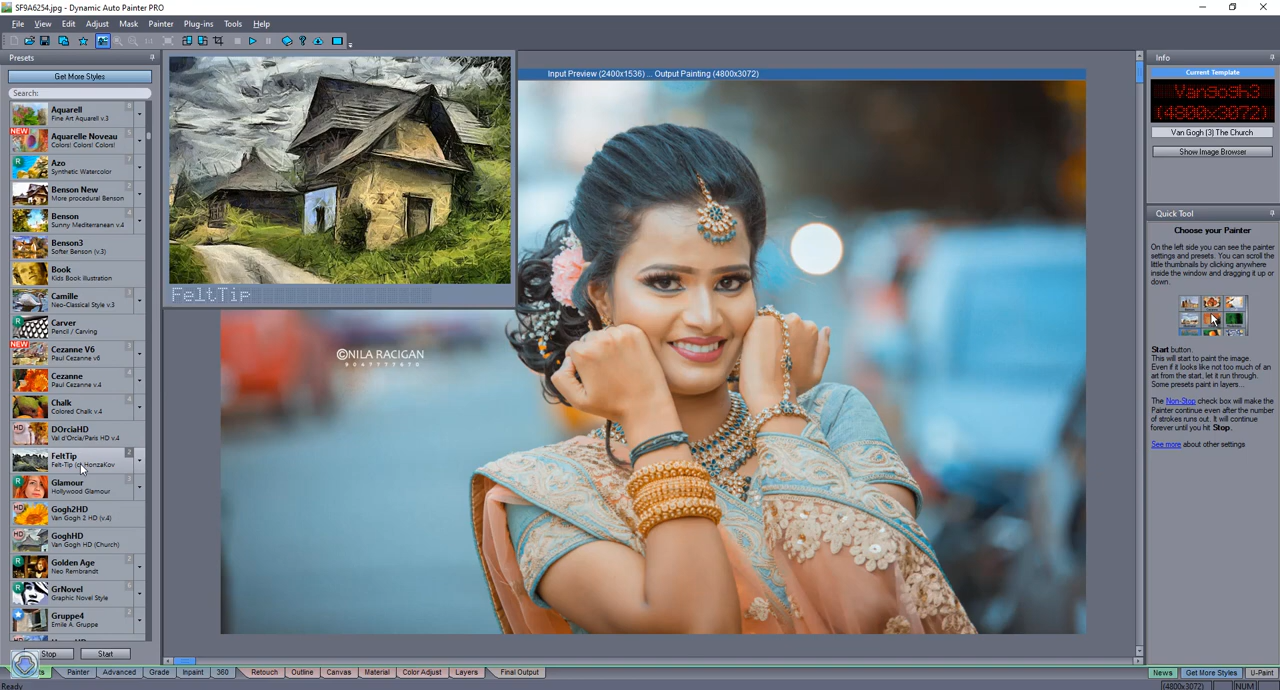 SF9A6254.jpg - Dynamic Auto Painter PRO
File View Edit Adjust Mask Painter Plug-ins Tools Help
Presets
Get More Styles
Search:
Aquarell
Fine Art Aquarell v.3
NEW
Aquarelle Noveau
Colors! Colors! Colors!
Azo
Synthetic Watercolor
Benson New
More procedural Benson
Benson
Sunny Mediterranean v.4
Benson3
Softer Benson (v.3)
Book
Kids Book illustration
Camille
Neo-Classical Style v.3
Carver
Pencil / Carving
NEW
Cezanne V6
Paul Cezanne v6
Cezanne
Paul Cezanne v.4
Chalk
Colored Chalk v.4
HD
DOrciaHD
Val d'Orcia/Paris HD v.4
FeltTip
Felt-Tip (c) HonzaKov
Glamour
Hollywood Glamour
HD
Gogh2HD
Van Gogh 2 HD (v.4)
HD
GoghHD
Van Gogh HD (Church)
Golden Age
Neo Rembrandt
GrNovel
Graphic Novel Style
Gruppe4
Emile A. Gruppe
Stop Start
FeltTip
Input Preview (2400x1536) ... Output Painting (4800x3072)
©NILA RACIGAN
Info
Current Template
Vangogh3
(4800x3072)
Van Gogh (3) The Church
Show Image Browser
Quick Tool
Choose your Painter
On the left side you can see the painter
settings and presets. You can scroll the
little thumbnails by clicking anywhere
inside the window and dragging it up or
down.
Start button.
This will start to paint the image.
Even if it looks like not too much of an
art from the start, let it run through.
Some presets paint in layers...
The Non-Stop check box will make the
Painter continue even after the number
of strokes runs out. It will continue
forever until you hit Stop.
See more about other settings
Painter Advanced Grade Inpaint 360 Retouch Outline Canvas Material Color Adjust Layers Final Output
News Get More Styles U-Paint
Ready
(4800x3072) NUM